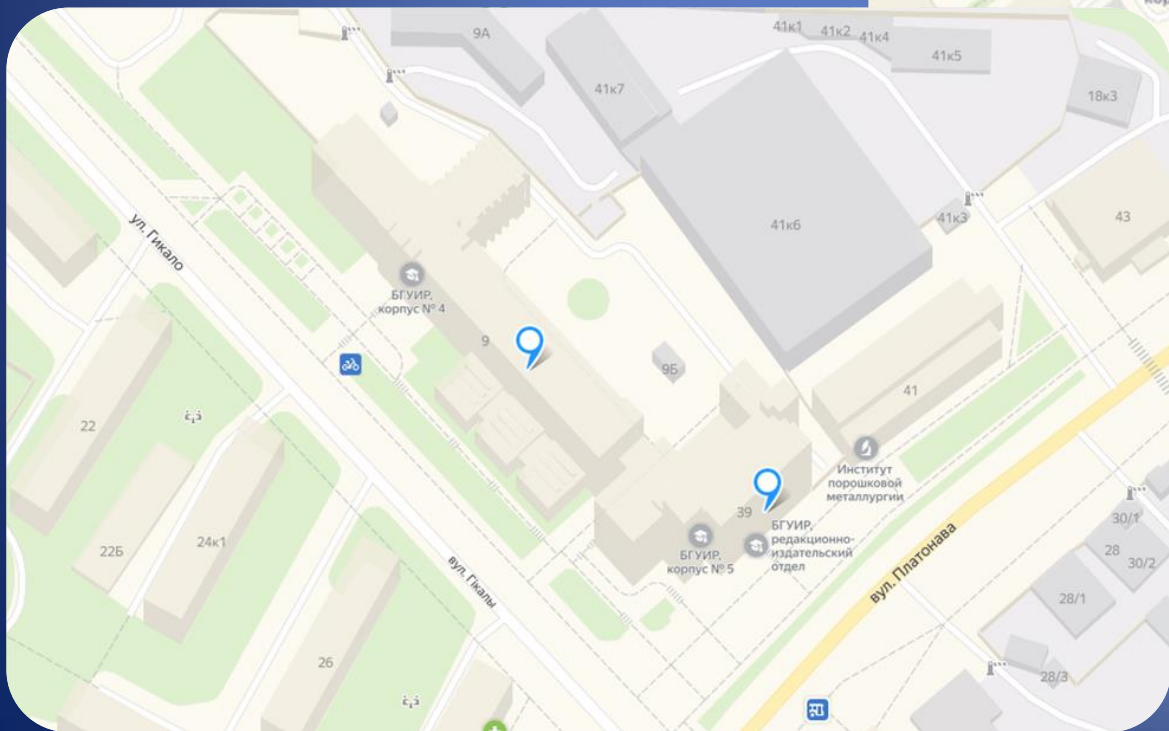 9А
41к1
41к2
41к4
41к5
41к7
18к3
41к6
41к3
43
ул. Гикало
БГУИР,
корпус № 4
9
9Б
41
22
Институт
порошковой
металлургии
39
БГУИР,
редакционно-
издательский
отдел
БГУИР,
корпус № 5
22Б
24к1
вул. Гікалы
вул. Платонава
30/1
28
30/2
28/1
26
28/3